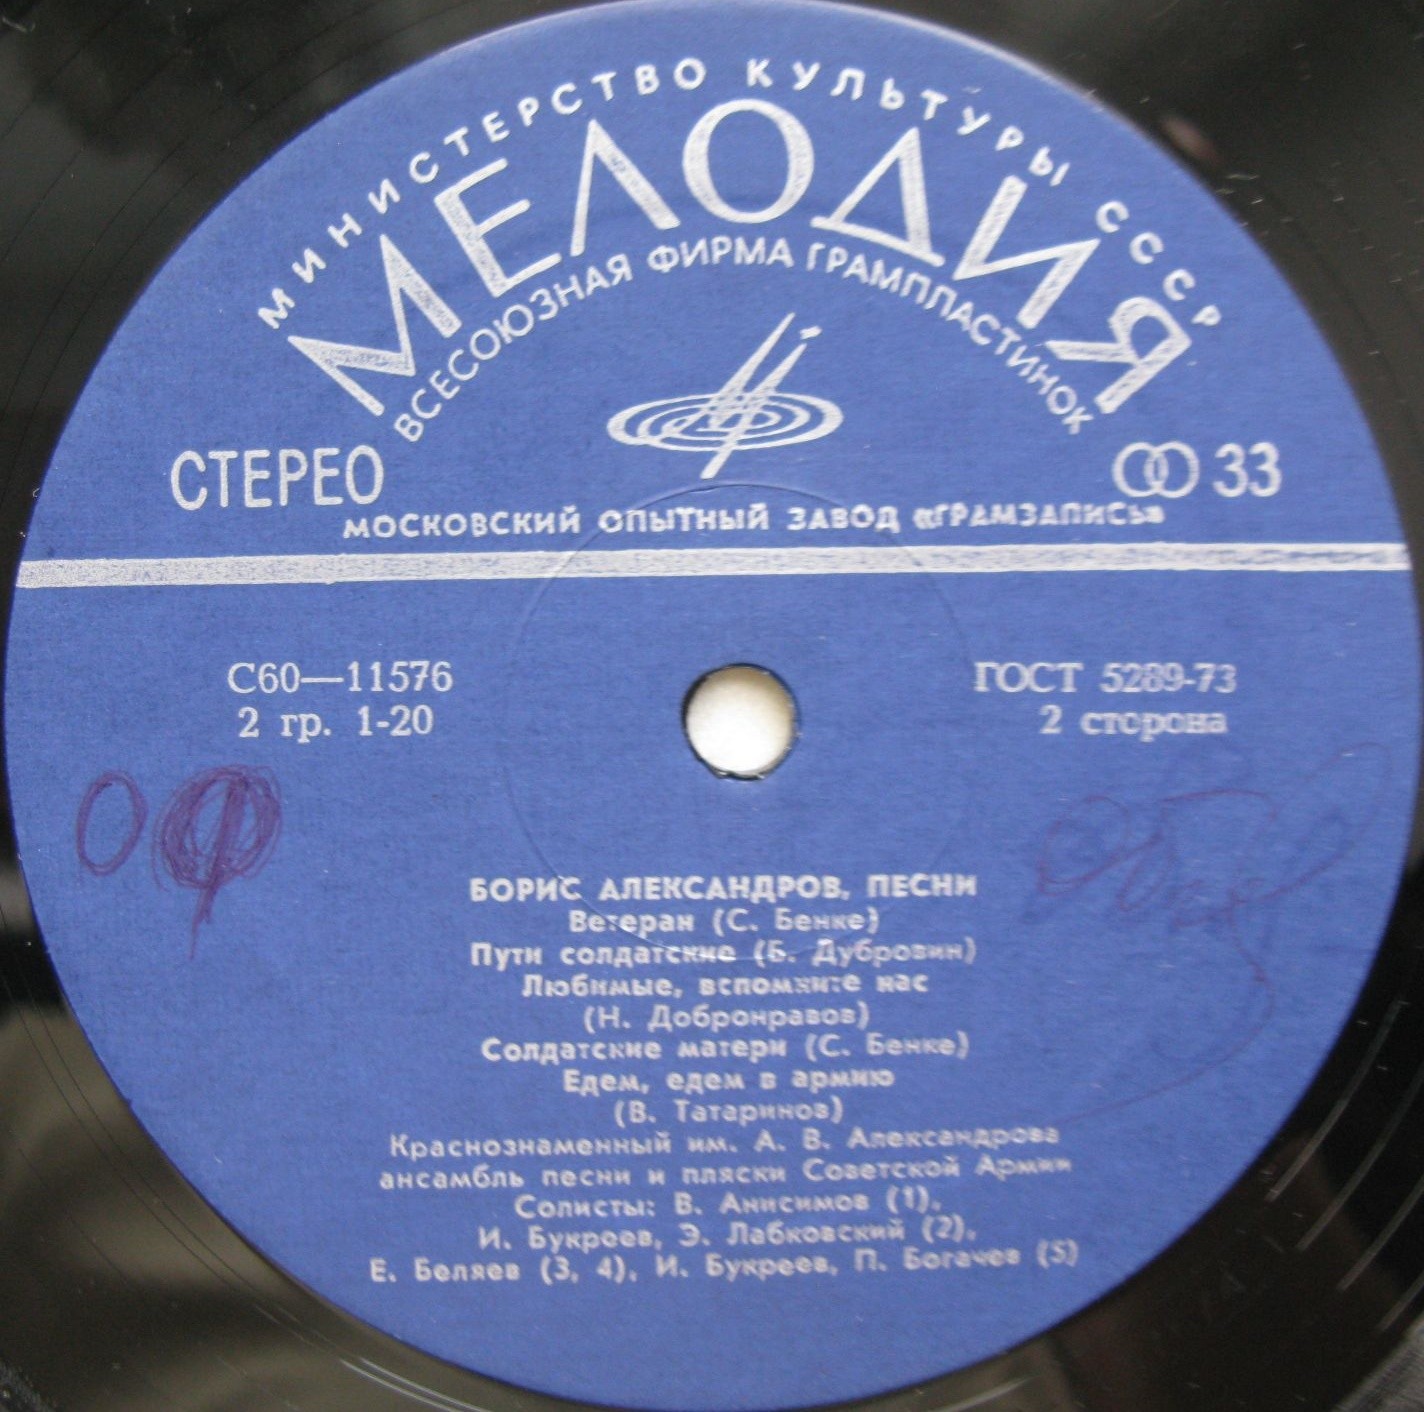 МИНИСТЕРСТВО КУЛЬТУРЫ СССР
МЕЛОДИЯ
ВСЕСОЮЗНАЯ ФИРМА ГРАМПЛАСТИНОК
СТЕРЕО
33
МОСКОВСКИЙ ОПЫТНЫЙ ЗАВОД «ГРАМЗАПИСЬ»
С60—11576
ГОСТ 5289-73
2 гр. 1-20
2 сторона
ОФ
БОРИС АЛЕКСАНДРОВ, ПЕСНИ
Ветеран (С. Бенке)
Пути солдатские (Б. Дубровин)
Любимые, вспомните нас
(Н. Добронравов)
Солдатские матери (С. Бенке)
Едем, едем в армию
(В. Татаринов)
Краснознаменный им. А. В. Александрова
ансамбль песни и пляски Советской Армии
Солисты: В. Анисимов (1),
И. Букреев, Э. Лабковский (2),
Е. Беляев (3, 4), И. Букреев, П. Богачев (5)